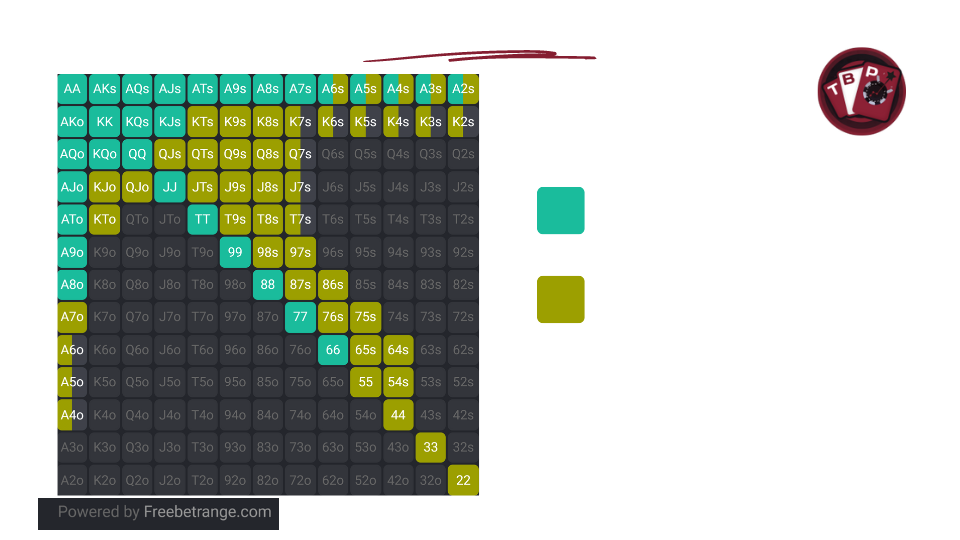 AA AKs AQs AJs ATs A9s A8s A7s A6s A5s A4s A3s A2s
AKo KK KQs KJs KTs K9s K8s K7s K6s K5s K4s K3s K2s
AQo KQo QQ QJs QTs Q9s Q8s Q7s Q6s Q5s Q4s Q3s Q2s
AJo KJo QJo JJ JTs J9s J8s J7s J6s J5s J4s J3s J2s
ATo KTo QTo JTo TT T9s T8s T7s T6s T5s T4s T3s T2s
A9o K9o Q9o J9o T9o 99 98s 97s 96s 95s 94s 93s 92s
A8o K8o Q8o J8o T8o 98o 88 87s 86s 85s 84s 83s 82s
A7o K7o Q7o J7o T7o 97o 87o 77 76s 75s 74s 73s 72s
A6o K6o Q6o J6o T6o 96o 86o 76o 66 65s 64s 63s 62s
A5o K5o Q5o J5o T5o 95o 85o 75o 65o 55 54s 53s 52s
A4o K4o Q4o J4o T4o 94o 84o 74o 64o 54o 44 43s 42s
A3o K3o Q3o J3o T3o 93o 83o 73o 63o 53o 43o 33 32s
A2o K2o Q2o J2o T2o 92o 82o 72o 62o 52o 42o 32o 22
Powered by Freebetrange.com
TBP